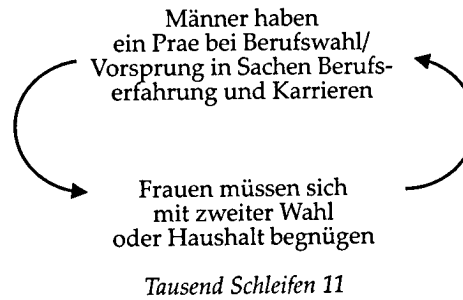 Männer haben
ein Prae bei Berufswahl/
Vorsprung in Sachen Berufs-
erfahrung und Karrieren
Frauen müssen sich
mit zweiter Wahl
oder Haushalt begnügen
Tausend Schleifen 11